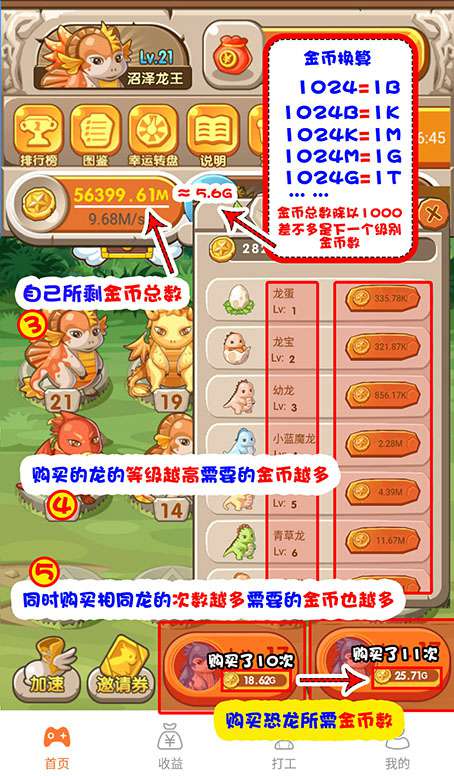 Lv.21
沼泽龙王
金币换算
1024=1B
1024B=1K
1024K=1M
1024M=1G
1024G=1T
... ...
金币总数除以1000
差不多是下一个级别
金币数
排行榜
图鉴
幸运转盘
说明
6:45
56399.61M
≈5.6G
9.68M/s
自己所剩金币总数
龙蛋
Lv: 1
335.78K
龙宝
Lv: 2
321.87K
幼龙
Lv: 3
856.17K
小蓝魔龙
Lv:
2.28M
③
21
19
购买的龙的等级越高需要的金币越多
Lv: 5
4.39M
④
14
青草龙
Lv: 6
11.67M
⑤
同时购买相同龙的次数越多需要的金币也越多
加速
邀请券
17
购买了10次
18.62G
购买了11次
25.71G
购买恐龙所需金币数
首页
收益
打工
我的